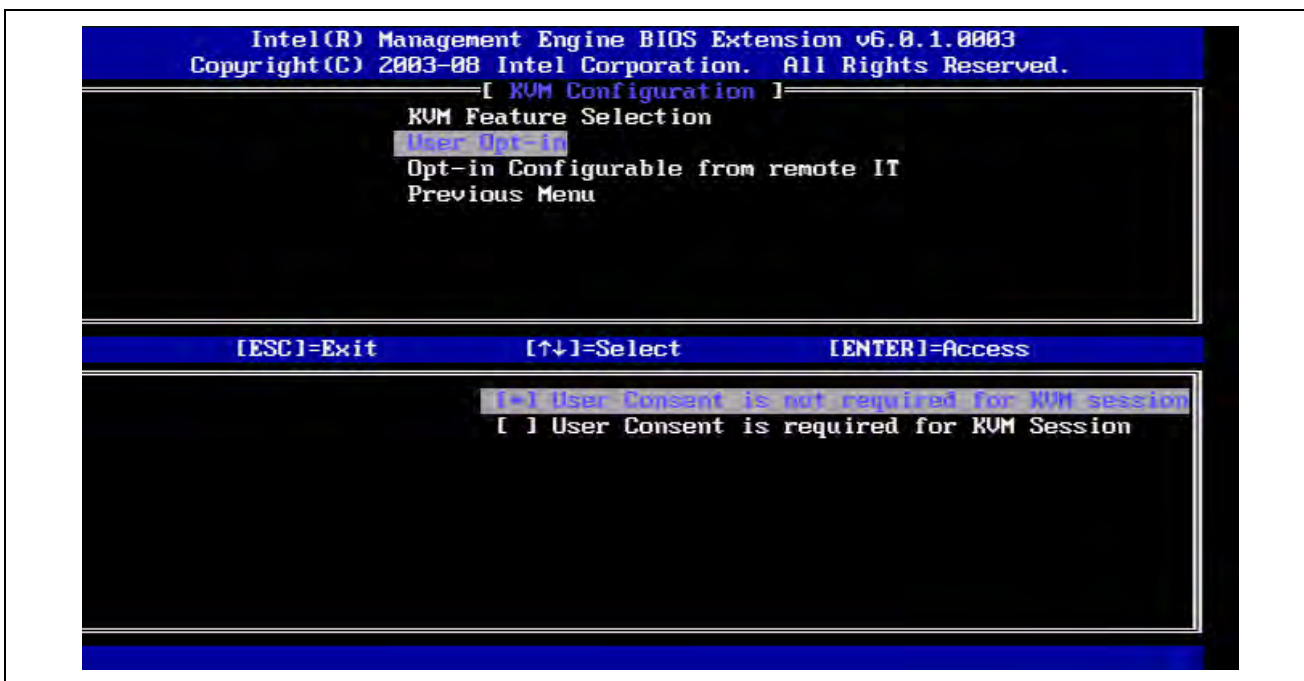 Intel(R) Management Engine BIOS Extension v6.0.1.0003
Copyright(C) 2003-08 Intel Corporation. All Rights Reserved.
[ KVM Configuration ]
KVM Feature Selection
User Opt-in
Opt-in Configurable from remote IT
Previous Menu
[ESC]=Exit [↑↓]=Select [ENTER]=Access
[*] User Consent is not required for KVM session
[ ] User Consent is required for KVM Session